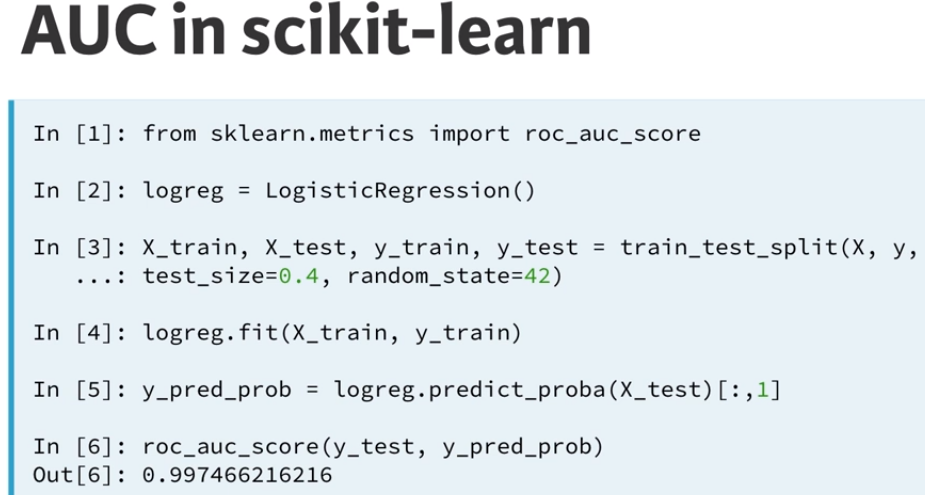 AUC in scikit-learn
In [1]: from sklearn.metrics import roc_auc_score
In [2]: logreg = LogisticRegression()
In [3]: X_train, X_test, y_train, y_test = train_test_split(X, y,
...: test_size=0.4, random_state=42)
In [4]: logreg.fit(X_train, y_train)
In [5]: y_pred_prob = logreg.predict_proba(X_test)[:,1]
In [6]: roc_auc_score(y_test, y_pred_prob)
Out[6]: 0.997466216216